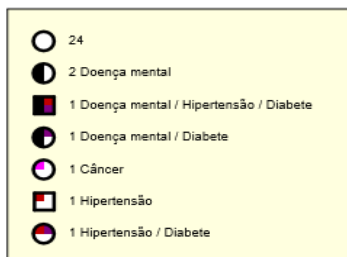 24
2 Doença mental
1 Doença mental / Hipertensão / Diabete
1 Doença mental / Diabete
1 Câncer
1 Hipertensão
1 Hipertensão / Diabete